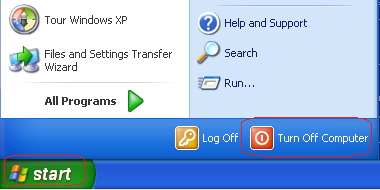 Tour Windows XP
Files and Settings Transfer
Wizard
All Programs
Help and Support
Search
Run...
Log Off
Turn Off Computer
start